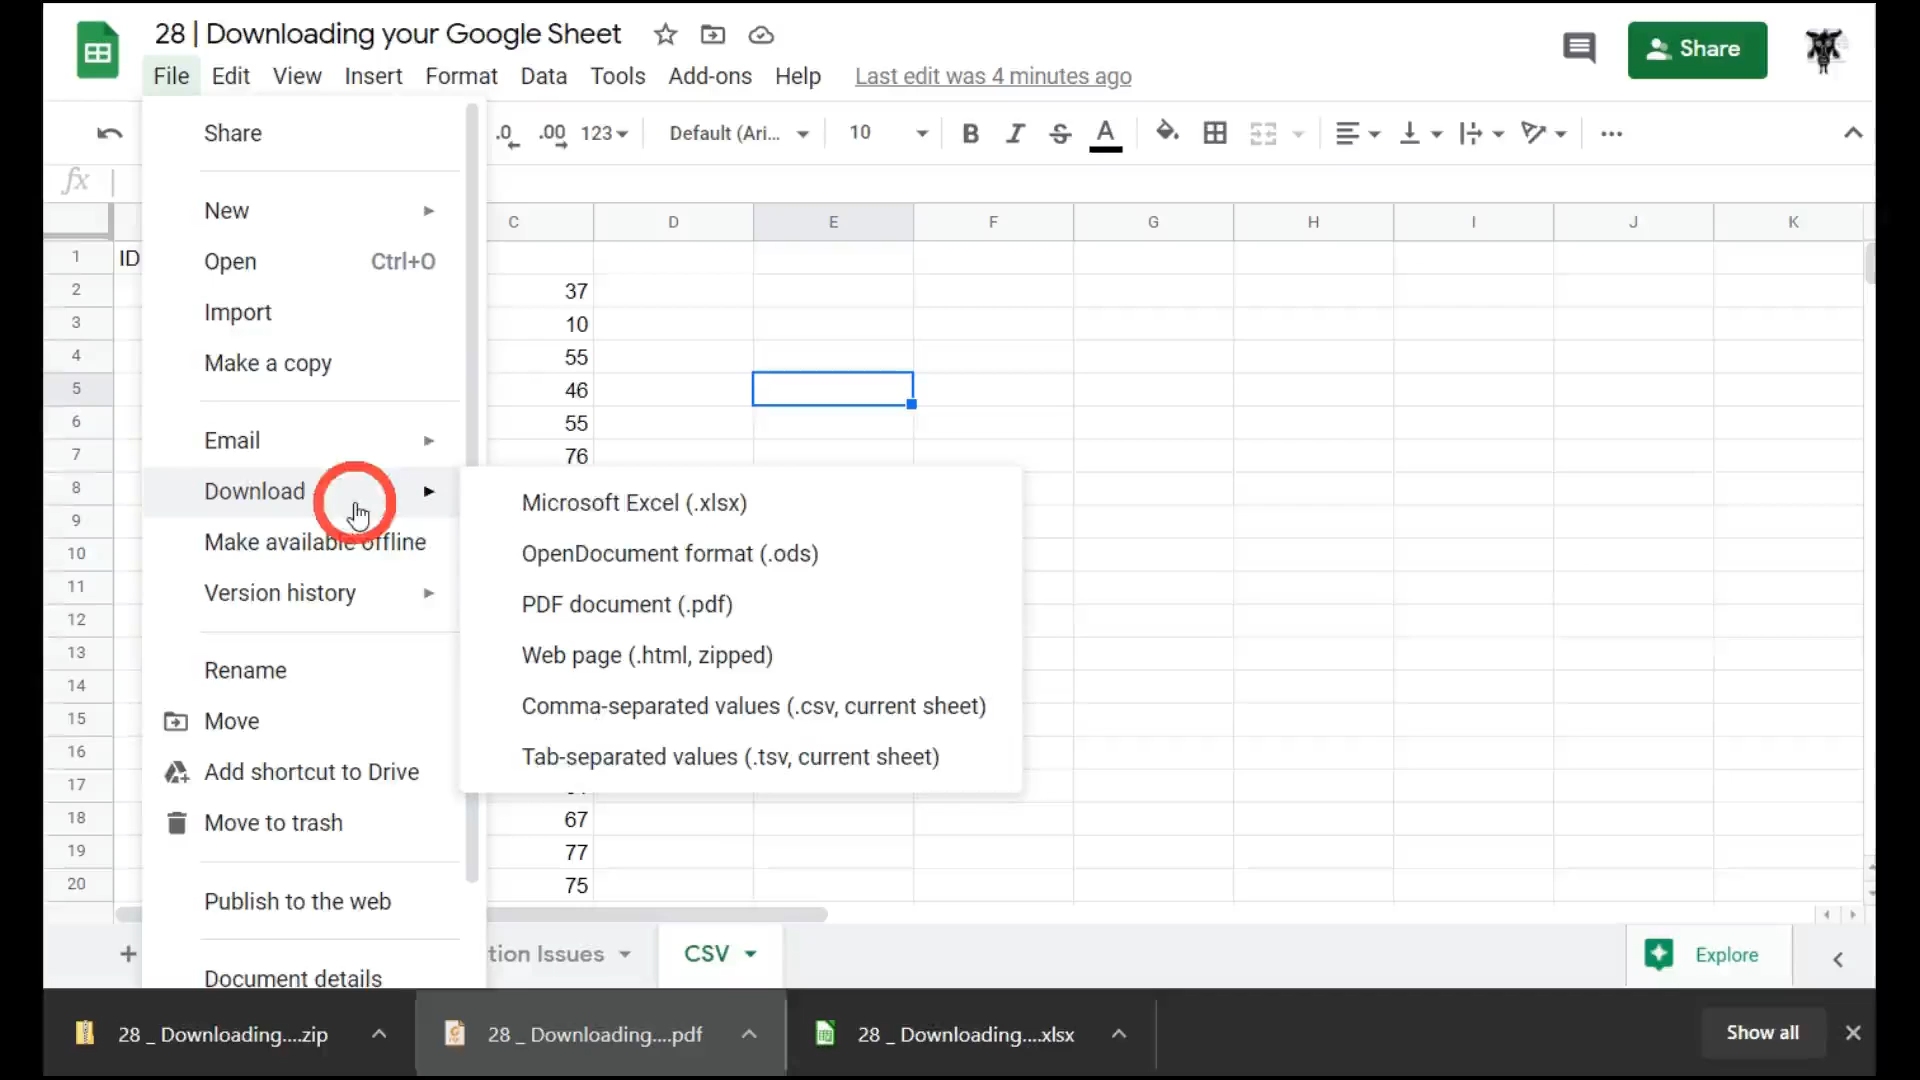 28 | Downloading your Google Sheet
Share
File Edit View Insert Format Data Tools Add-ons Help Last edit was 4 minutes ago
.0 .00 123 Default (Ari... 10 B I S A
fx
C D E F G H I J K
1 ID
2 37
3 10
4 55
5 46
6 55
7 76
8
9
10
11
12
13
14
15
16
17
18 67
19 77
20 75
Share
New
Open Ctrl+O
Import
Make a copy
Email
Download
Make available offline
Version history
Rename
Move
Add shortcut to Drive
Move to trash
Publish to the web
Document details
Microsoft Excel (.xlsx)
OpenDocument format (.ods)
PDF document (.pdf)
Web page (.html, zipped)
Comma-separated values (.csv, current sheet)
Tab-separated values (.tsv, current sheet)
+ tion Issues CSV Explore
28 _ Downloading....zip 28 _ Downloading....pdf 28 _ Downloading....xlsx Show all